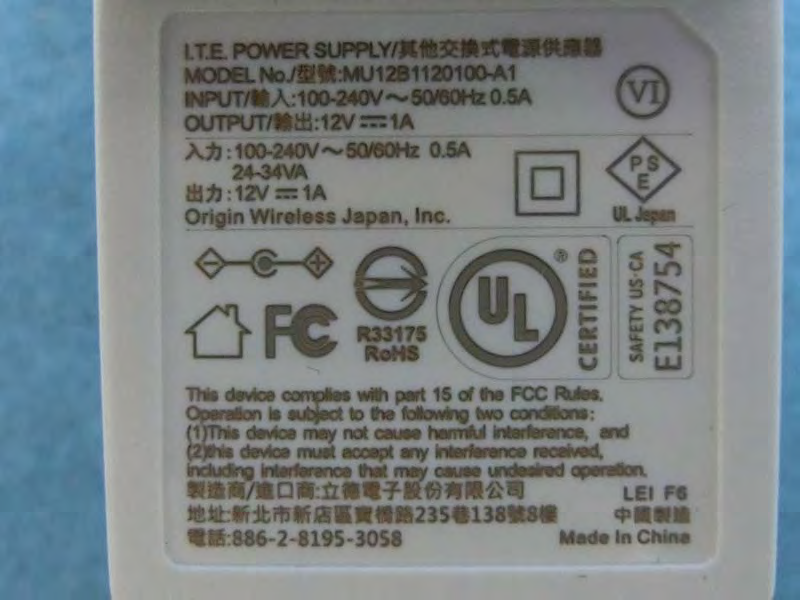 I.T.E. POWER SUPPLY/其他交換式電源供應器
MODEL No./型號:MU12B1120100-A1
INPUT/輸入:100-240V～50/60Hz 0.5A
OUTPUT/輸出:12V⎓1A
VI
入力:100-240V～50/60Hz 0.5A
24-34VA
出力:12V⎓1A
Origin Wireless Japan, Inc.
PSE
UL Japan
FC
R33175
RoHS
UL®
CERTIFIED
SAFETY US-CA
E138754
This device complies with part 15 of the FCC Rules.
Operation is subject to the following two conditions:
(1)This device may not cause harmful interference, and
(2)this device must accept any interference received,
including interference that may cause undesired operation.
製造商/進口商:立德電子股份有限公司
地址:新北市新店區寶橋路235巷138號8樓
電話:886-2-8195-3058
LEI F6
中國製造
Made In China